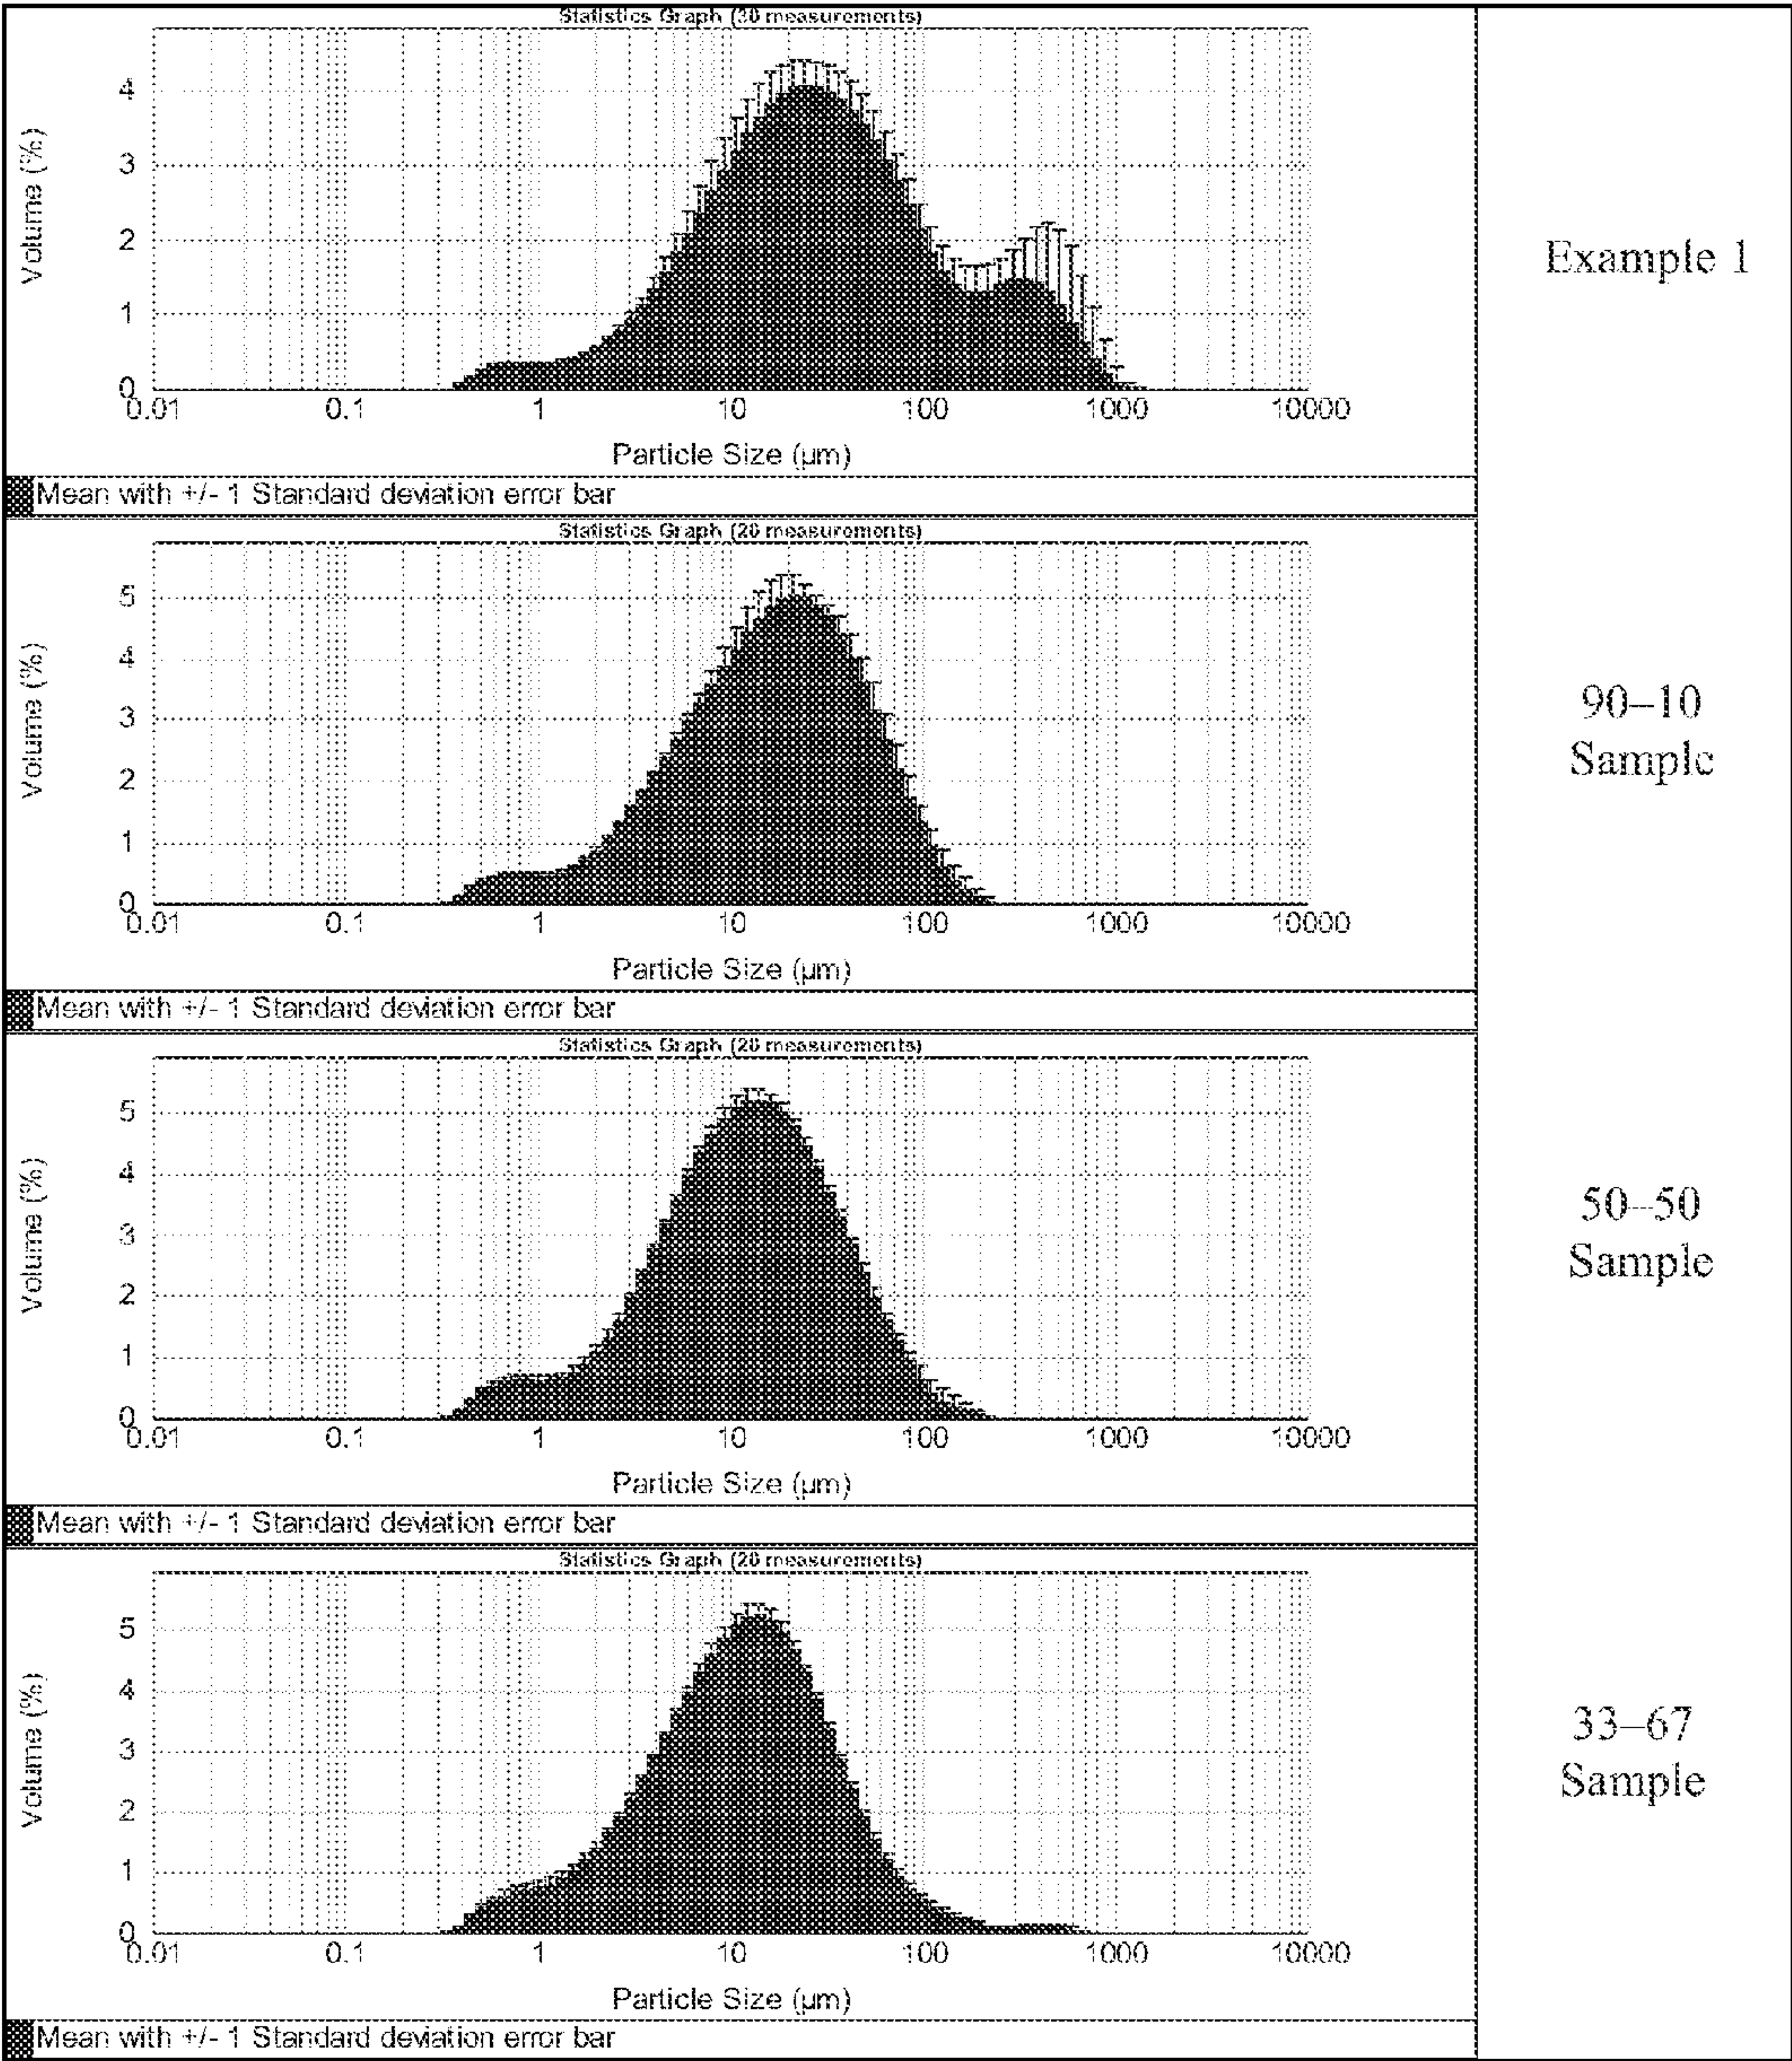 Statistics Graph (30 measurements)
Volume (%)
4
3
2
1
0
0.01 0.1 1 10 100 1000 10000
Particle Size (µm)
Mean with +/- 1 Standard deviation error bar
Example 1
Statistics Graph (20 measurements)
Volume (%)
5
4
3
2
1
0
0.01 0.1 1 10 100 1000 10000
Particle Size (µm)
Mean with +/- 1 Standard deviation error bar
90–10
Sample
Statistics Graph (20 measurements)
Volume (%)
5
4
3
2
1
0
0.01 0.1 1 10 100 1000 10000
Particle Size (µm)
Mean with +/- 1 Standard deviation error bar
50–50
Sample
Statistics Graph (20 measurements)
Volume (%)
5
4
3
2
1
0
0.01 0.1 1 10 100 1000 10000
Particle Size (µm)
Mean with +/- 1 Standard deviation error bar
33–67
Sample